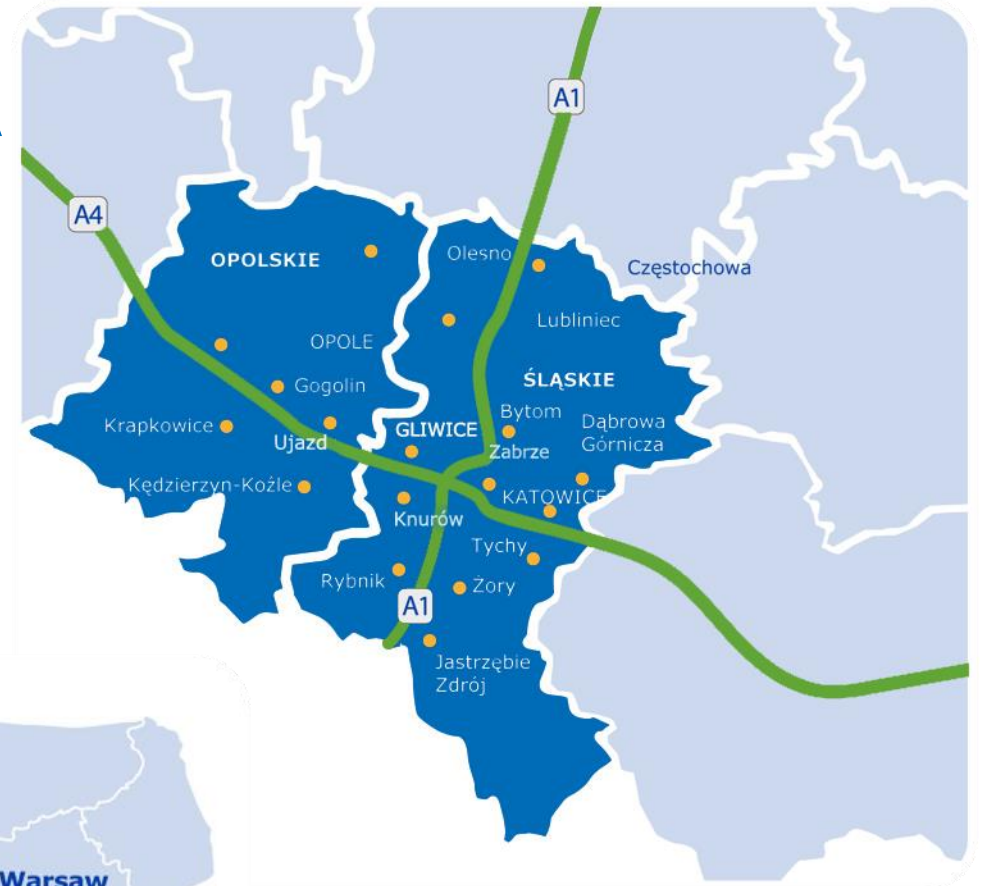 A1
A4
OPOLSKIE
Olesno
Częstochowa
Lubliniec
OPOLE
ŚLĄSKIE
Gogolin
Bytom
Dąbrowa
Górnicza
Krapkowice
GLIWICE
Ujazd
Zabrze
Kędzierzyn-Koźle
KATOWICE
Knurów
Tychy
Rybnik
Żory
A1
Jastrzębie
Zdrój
Warsaw